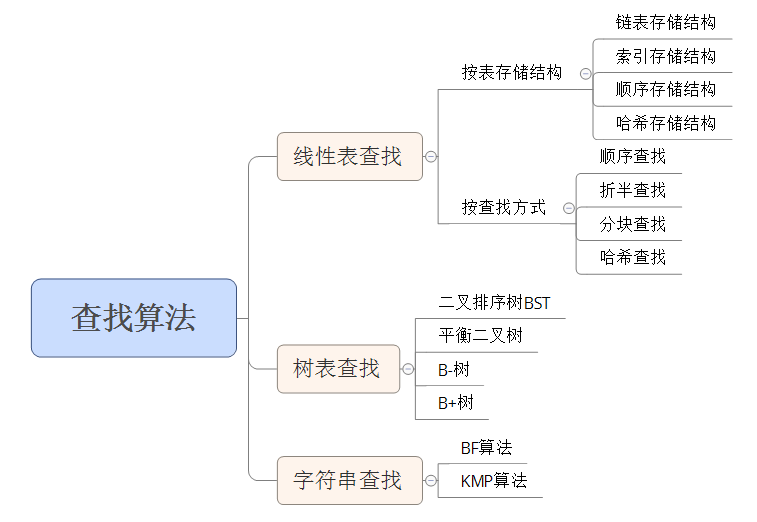 查找算法
线性表查找
按表存储结构
链表存储结构
索引存储结构
顺序存储结构
哈希存储结构
按查找方式
顺序查找
折半查找
分块查找
哈希查找
树表查找
二叉排序树BST
平衡二叉树
B-树
B+树
字符串查找
BF算法
KMP算法